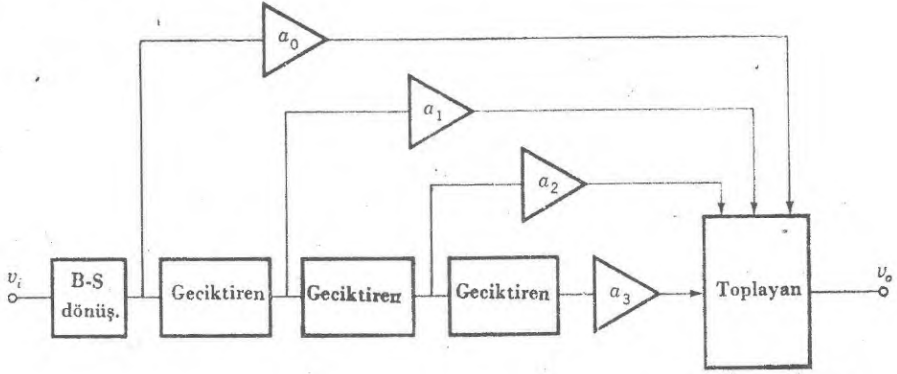 a₀
a₁
a₂
vᵢ
B-S
dönüş.
Geciktiren
Geciktiren
Geciktiren
a₃
Toplayan
vₒ